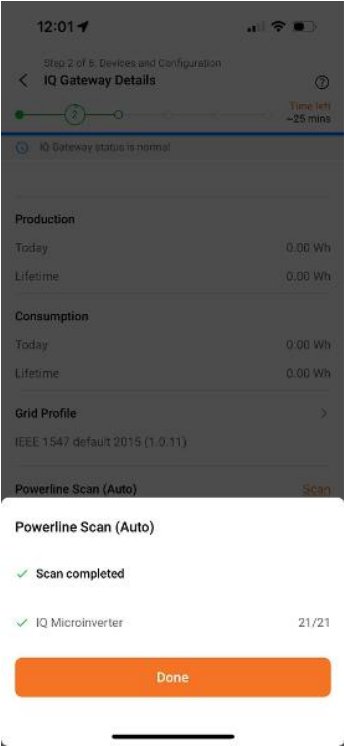 12:01
Step 2 of 6: Devices and Configuration
IQ Gateway Details
2
Time left
~25 mins
IQ Gateway status is normal
Production
Today 0.00 Wh
Lifetime 0.00 Wh
Consumption
Today 0.00 Wh
Lifetime 0.00 Wh
Grid Profile
IEEE 1547 default 2015 (1.0.11)
Powerline Scan (Auto) Scan
Powerline Scan (Auto)
Scan completed
IQ Microinverter 21/21
Done